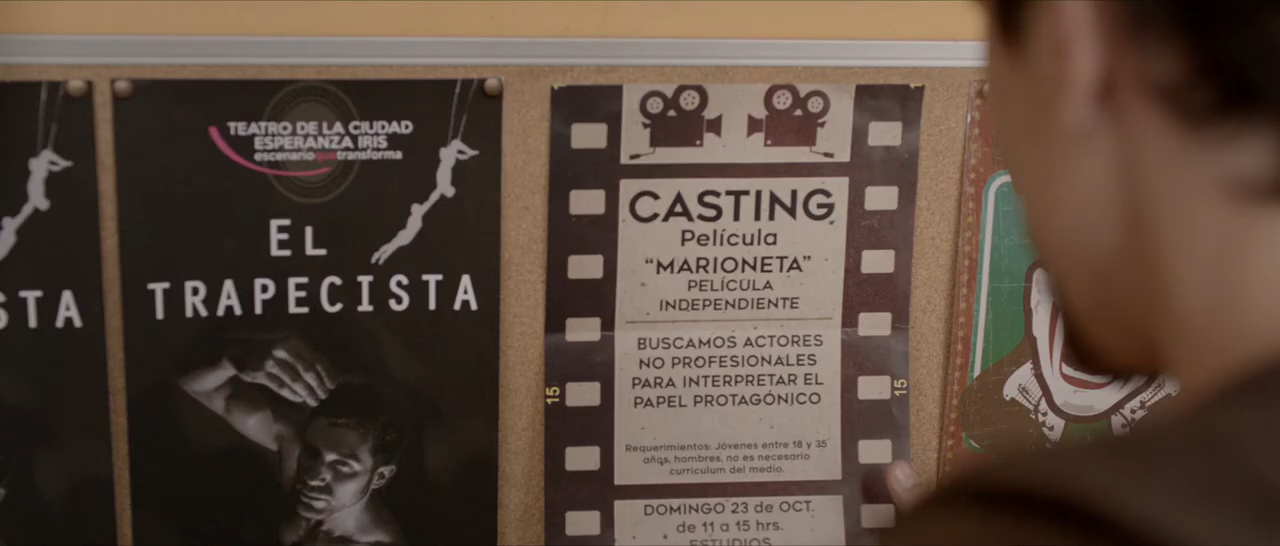 STA
TEATRO DE LA CIUDAD
ESPERANZA IRIS
escenario que transforma
EL
TRAPECISTA
CASTING
Película
“MARIONETA”
PELÍCULA
INDEPENDIENTE
BUSCAMOS ACTORES
NO PROFESIONALES
PARA INTERPRETAR EL
PAPEL PROTAGÓNICO
15
15
Requerimientos: Jóvenes entre 18 y 35
años, hombres, no es necesario
curriculum del medio.
DOMINGO 23 de OCT.
de 11 a 15 hrs.
ESTUDIOS